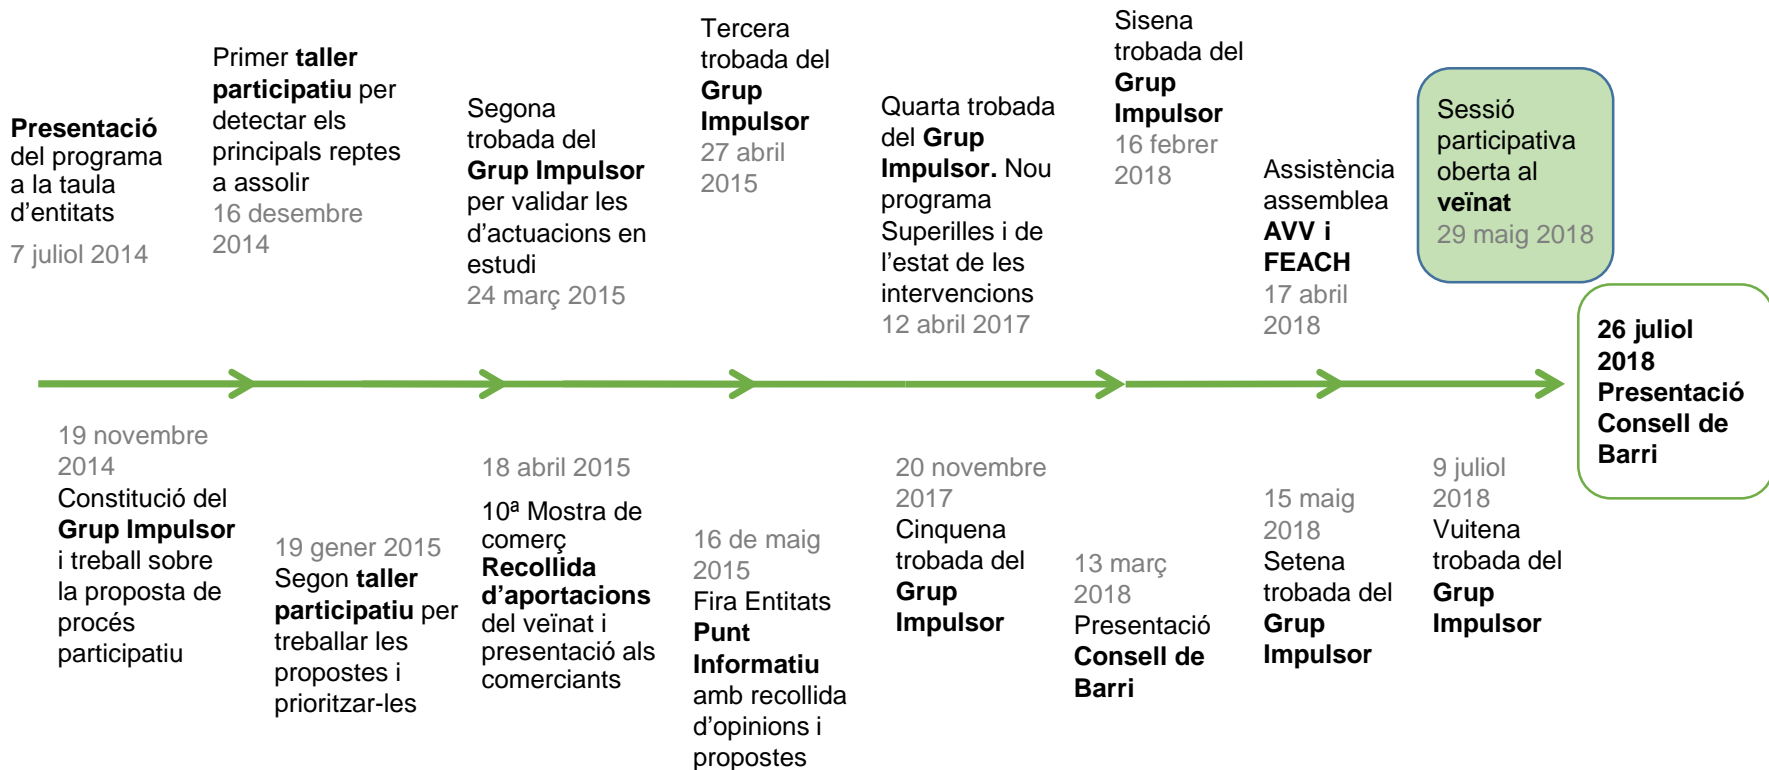 Presentació
del programa
a la taula
d’entitats
7 juliol 2014
Primer taller
participatiu per
detectar els
principals reptes
a assolir
16 desembre
2014
Segona
trobada del
Grup Impulsor
per validar les
d’actuacions en
estudi
24 març 2015
Tercera
trobada del
Grup
Impulsor
27 abril
2015
Quarta trobada
del Grup
Impulsor. Nou
programa
Superilles i de
l’estat de les
intervencions
12 abril 2017
Sisena
trobada del
Grup
Impulsor
16 febrer
2018
Assistència
assemblea
AVV i
FEACH
17 abril
2018
Sessió
participativa
oberta al
veïnat
29 maig 2018
26 juliol
2018
Presentació
Consell de
Barri
19 novembre
2014
Constitució del
Grup Impulsor
i treball sobre
la proposta de
procés
participatiu
19 gener 2015
Segon taller
participatiu per
treballar les
propostes i
prioritzar-les
18 abril 2015
10ª Mostra de
comerç
Recollida
d’aportacions
del veïnat i
presentació als
comerciants
16 de maig
2015
Fira Entitats
Punt
Informatiu
amb recollida
d’opinions i
propostes
20 novembre
2017
Cinquena
trobada del
Grup
Impulsor
13 març
2018
Presentació
Consell de
Barri
15 maig
2018
Setena
trobada del
Grup
Impulsor
9 juliol
2018
Vuitena
trobada del
Grup
Impulsor